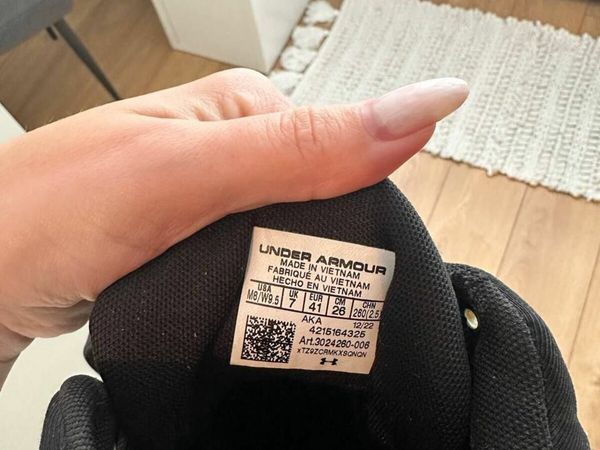 UNDER ARMOUR
MADE IN VIETNAM
FABRIQUÉ AU VIETNAM
HECHO EN VIETNAM
USA UK EUR CM CHN
M8/W9.5 7 41 26 260(2.5)
AKA 12/22
4215164325
Art.3024260-006
xTZ9ZCRMKXSQNQN